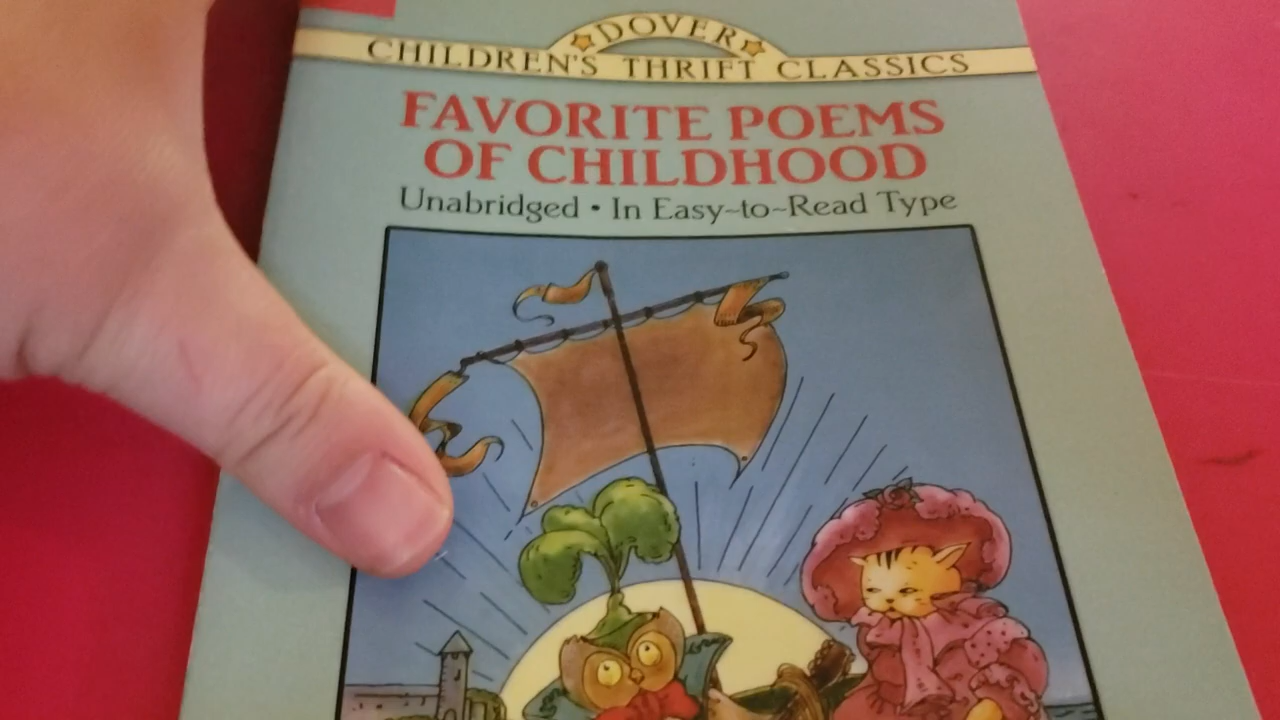 DOVER
CHILDREN'S THRIFT CLASSICS
FAVORITE POEMS
OF CHILDHOOD
Unabridged • In Easy-to-Read Type